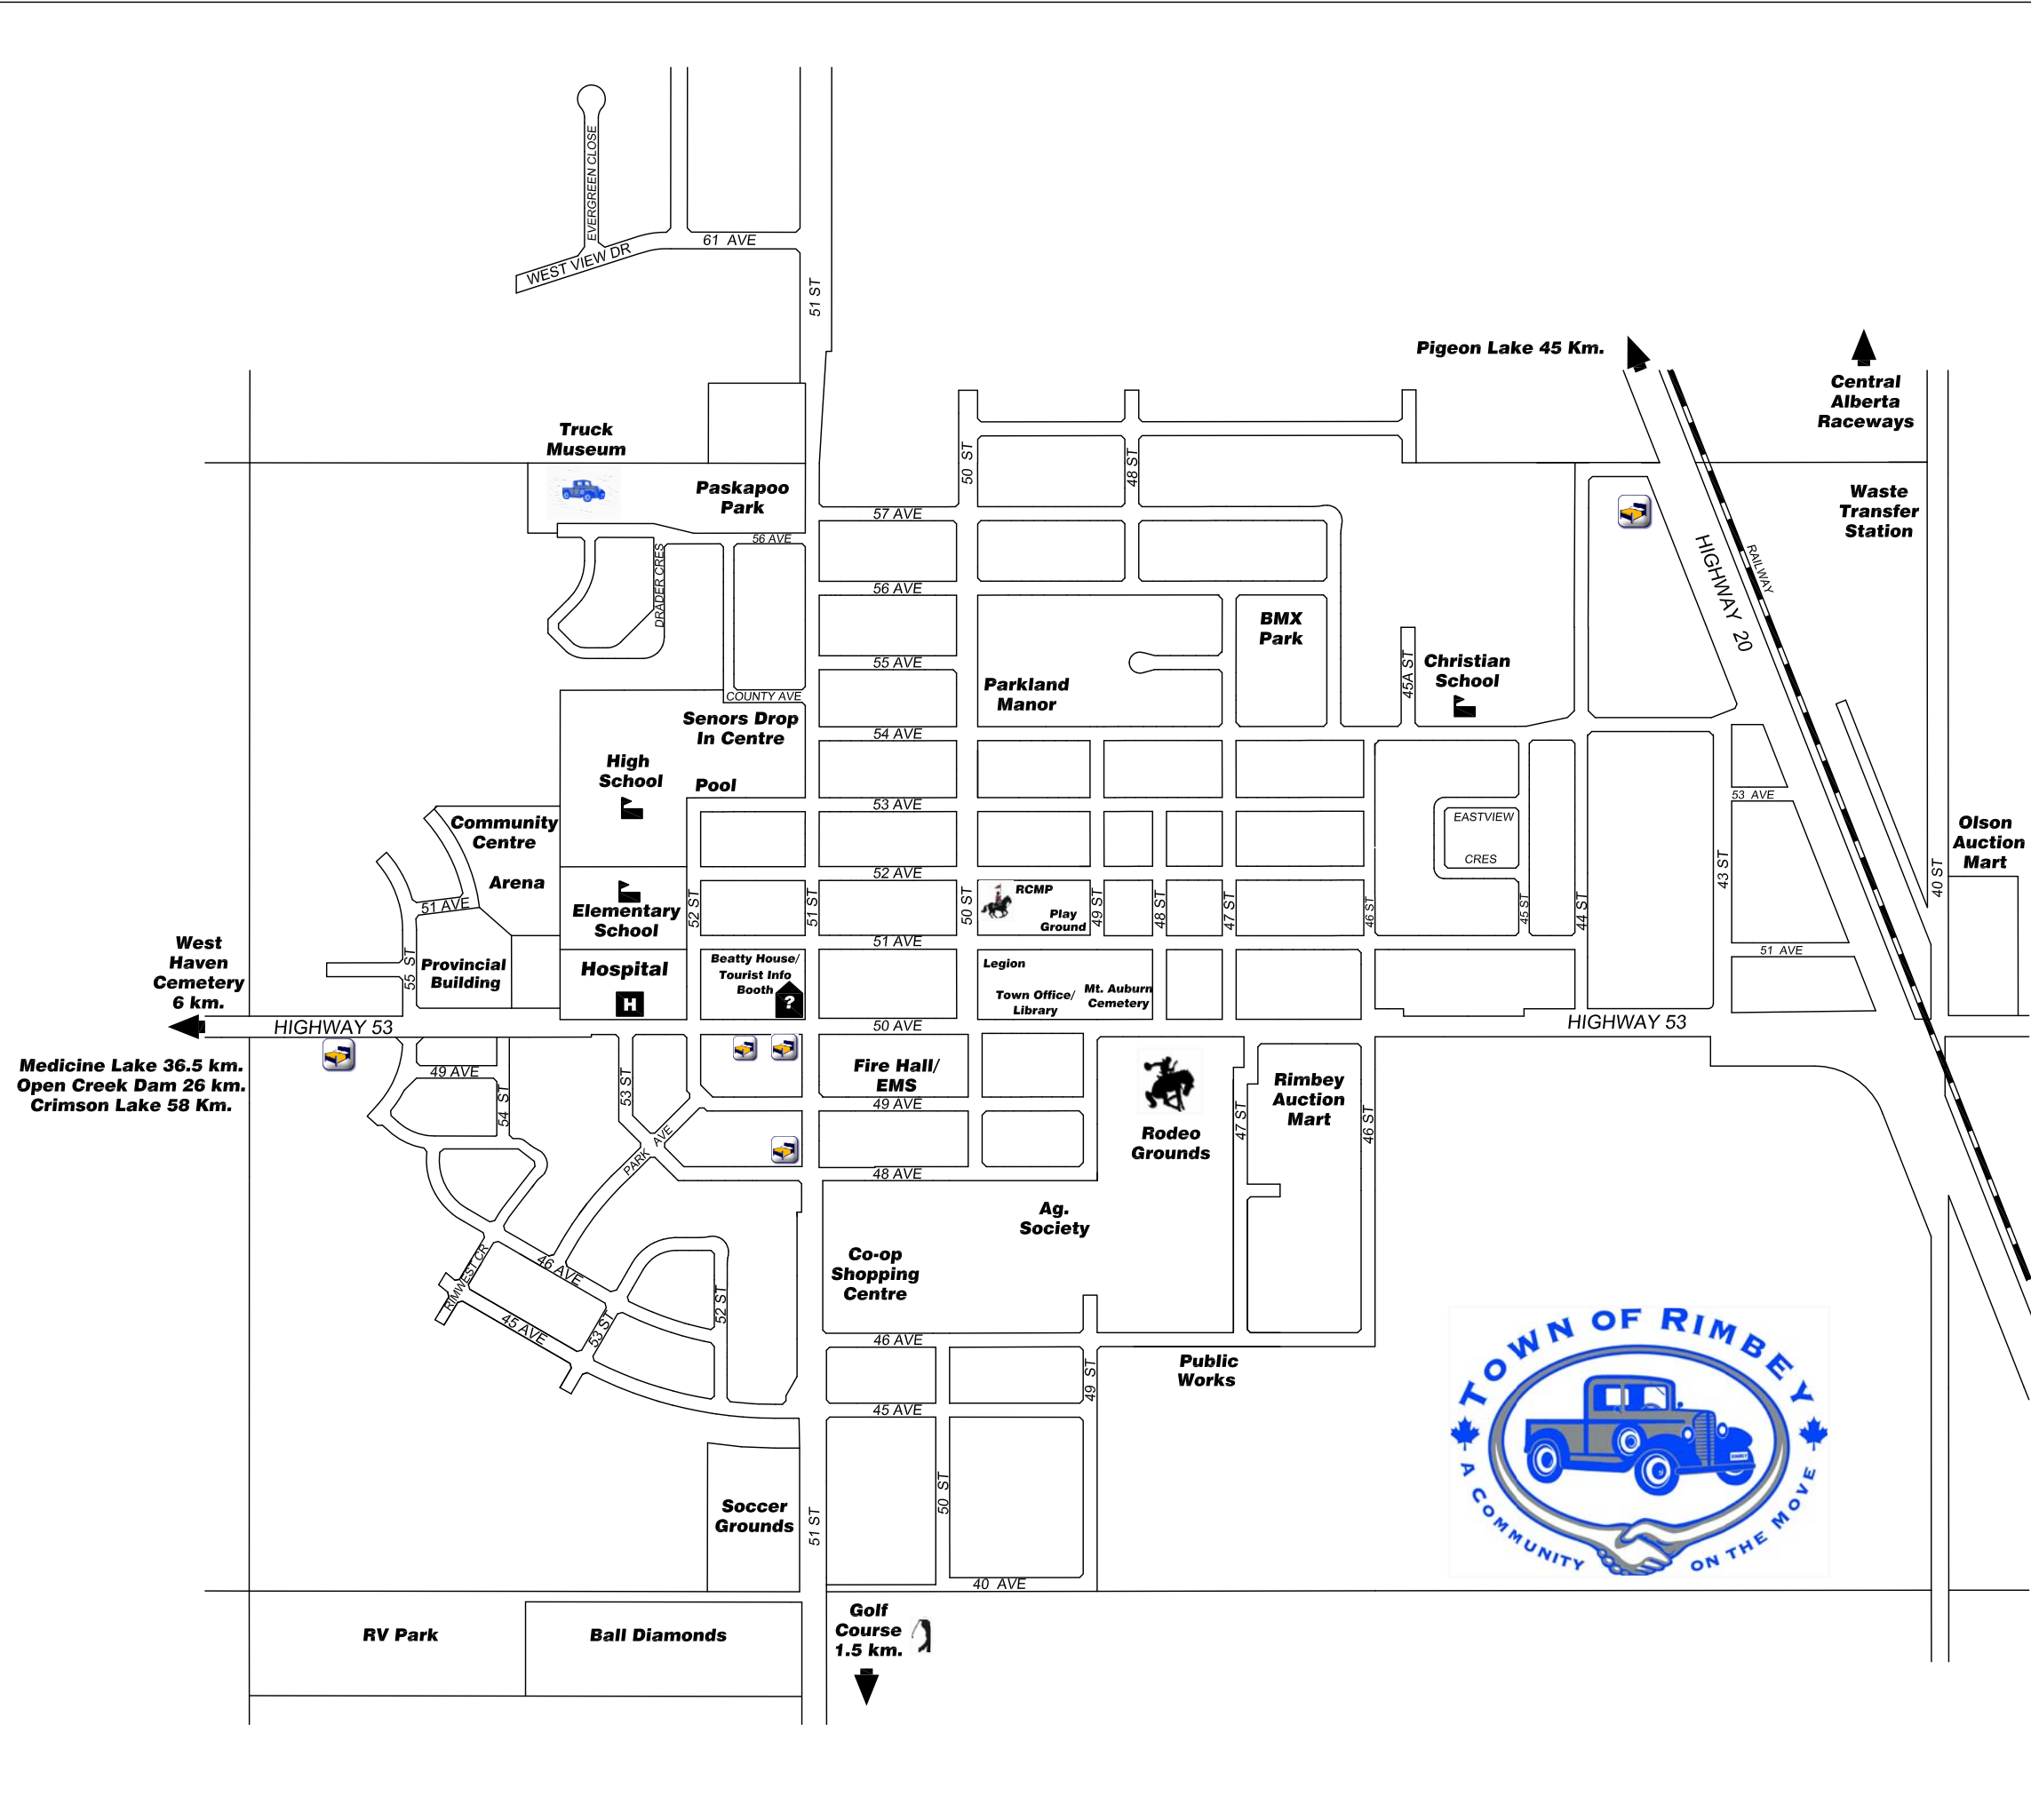 EVERGREEN CLOSE
WEST VIEW DR
61 AVE
51 ST
Pigeon Lake 45 Km.
Central
Alberta
Raceways
Truck
Museum
Paskapoo
Park
50 ST
48 ST
57 AVE
56 AVE
DRADER CRES
Waste
Transfer
Station
HIGHWAY 20
RAILWAY
56 AVE
BMX
Park
55 AVE
45A ST
Christian
School
Parkland
Manor
COUNTY AVE
Senors Drop
In Centre
54 AVE
High
School
Pool
53 AVE
53 AVE
EASTVIEW
CRES
Community
Centre
Olson
Auction
Mart
Arena
52 AVE
43 ST
40 ST
51 AVE
Elementary
School
52 ST
51 ST
50 ST
RCMP
Play
Ground
49 ST
48 ST
47 ST
46 ST
45 ST
44 ST
51 AVE
51 AVE
West
Haven
Cemetery
6 km.
55 ST
Provincial
Building
Hospital
H
Beatty House/
Tourist Info
Booth
?
Legion
Town Office/
Library
Mt. Auburn
Cemetery
HIGHWAY 53
50 AVE
HIGHWAY 53
Medicine Lake 36.5 km.
Open Creek Dam 26 km.
Crimson Lake 58 Km.
49 AVE
54 ST
53 ST
Fire Hall/
EMS
49 AVE
PARK AVE
48 AVE
Rodeo
Grounds
47 ST
Rimbey
Auction
Mart
46 ST
Ag.
Society
Co-op
Shopping
Centre
46 AVE
RIMWEST CR
45 AVE
53 ST
52 ST
46 AVE
49 ST
Public
Works
45 AVE
50 ST
Soccer
Grounds
51 ST
40 AVE
RV Park
Ball Diamonds
Golf
Course
1.5 km.
TOWN OF RIMBEY
A COMMUNITY ON THE MOVE